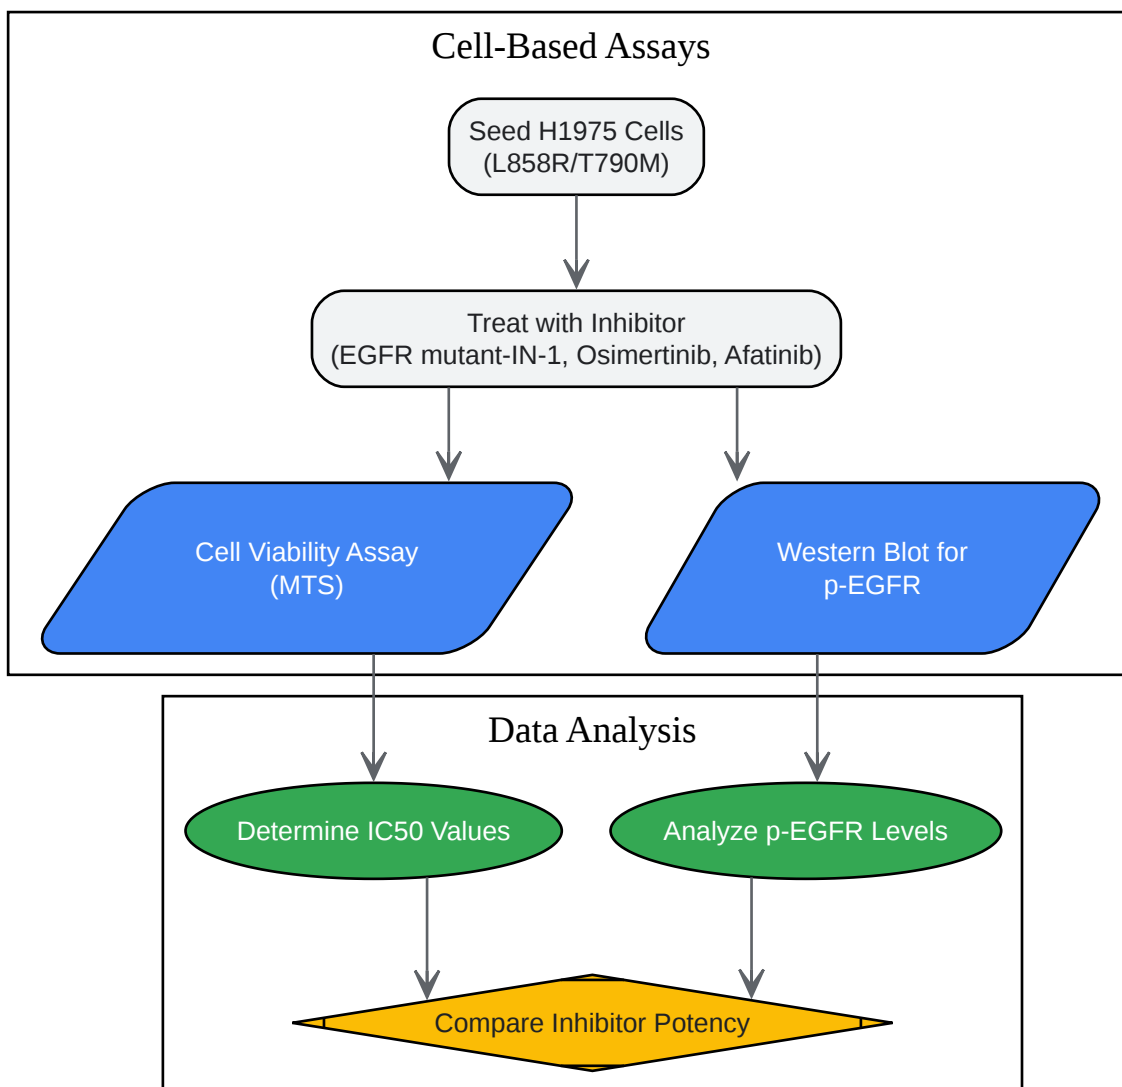 Cell-Based Assays
Seed H1975 Cells
(L858R/T790M)
Treat with Inhibitor
(EGFR mutant-IN-1, Osimertinib, Afatinib)
Cell Viability Assay
(MTS)
Western Blot for
p-EGFR
Data Analysis
Determine IC50 Values
Analyze p-EGFR Levels
Compare Inhibitor Potency